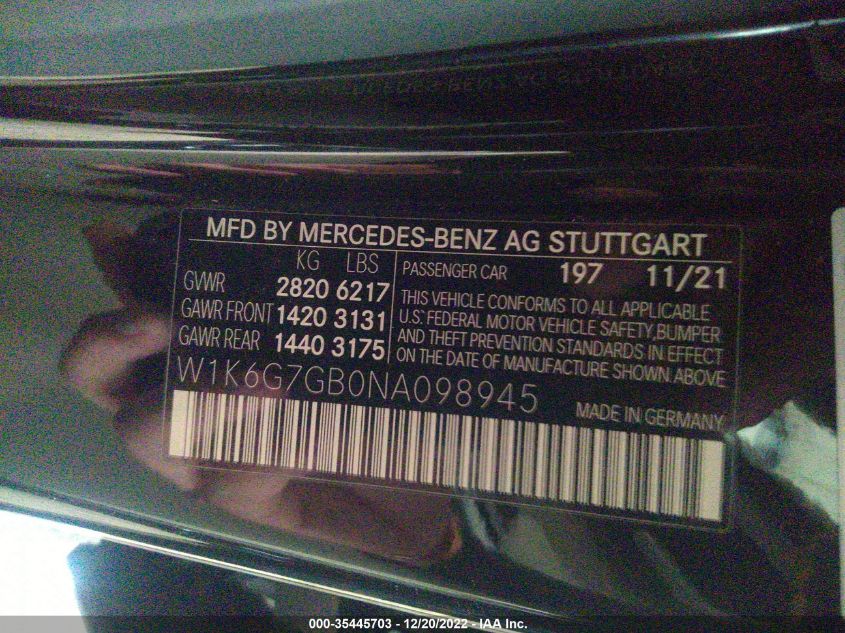 MFD BY MERCEDES-BENZ AG STUTTGART
KG LBS
GVWR 2820 6217
GAWR FRONT 1420 3131
GAWR REAR 1440 3175
PASSENGER CAR 197 11/21
THIS VEHICLE CONFORMS TO ALL APPLICABLE
U.S. FEDERAL MOTOR VEHICLE SAFETY, BUMPER
AND THEFT PREVENTION STANDARDS IN EFFECT
ON THE DATE OF MANUFACTURE SHOWN ABOVE
W1K6G7GB0NA098945
MADE IN GERMANY
000-35445703 - 12/20/2022 - IAA Inc.